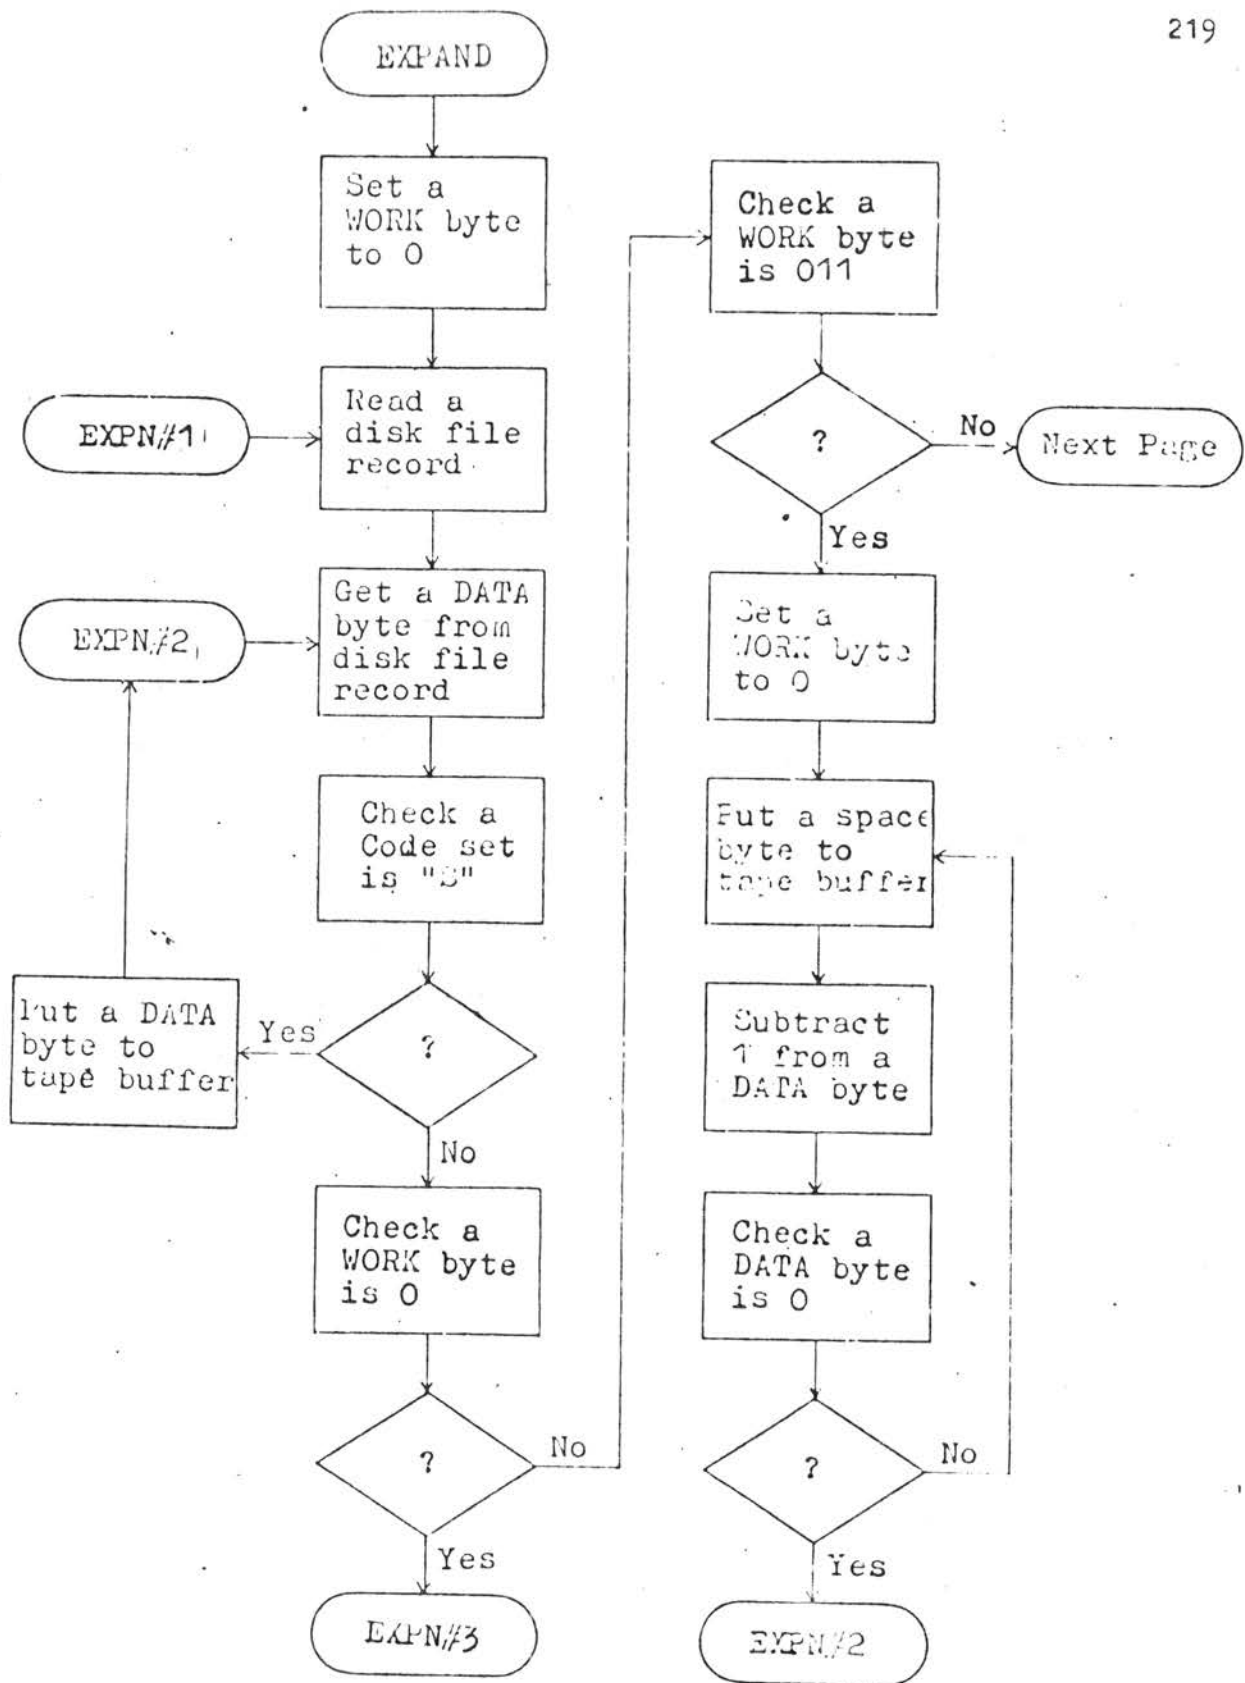 219
EXPAND
Set a
WORK byte
to 0
EXPN#1
Read a
disk file
record
EXPN#2
Get a DATA
byte from
disk file
record
Check a
Code set
is "S"
?
Yes
Put a DATA
byte to
tape buffer
No
Check a
WORK byte
is 0
?
No
Yes
EXPN#3
Check a
WORK byte
is 011
?
No
Next Page
Yes
Set a
WORK byte
to 0
Put a space
byte to
tape buffer
Subtract
1 from a
DATA byte
Check a
DATA byte
is 0
?
No
Yes
EXPN#2